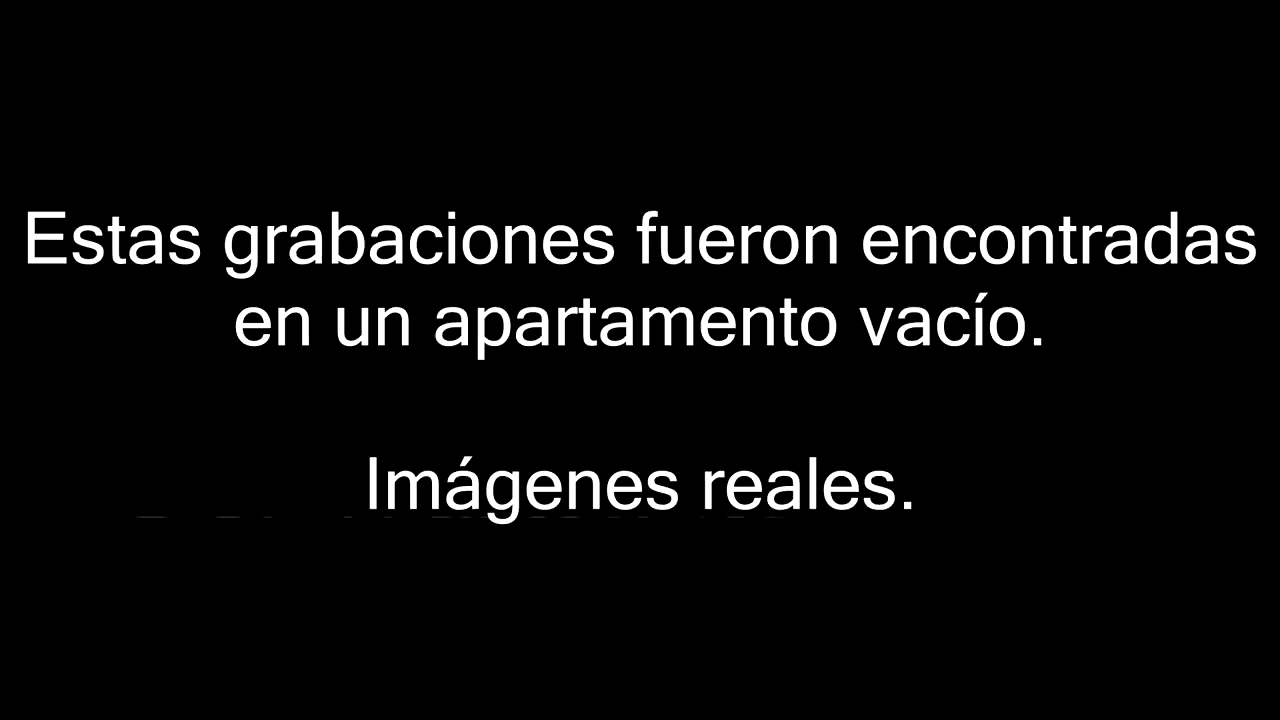 Estas grabaciones fueron encontradas
en un apartamento vacío.
Imágenes reales.